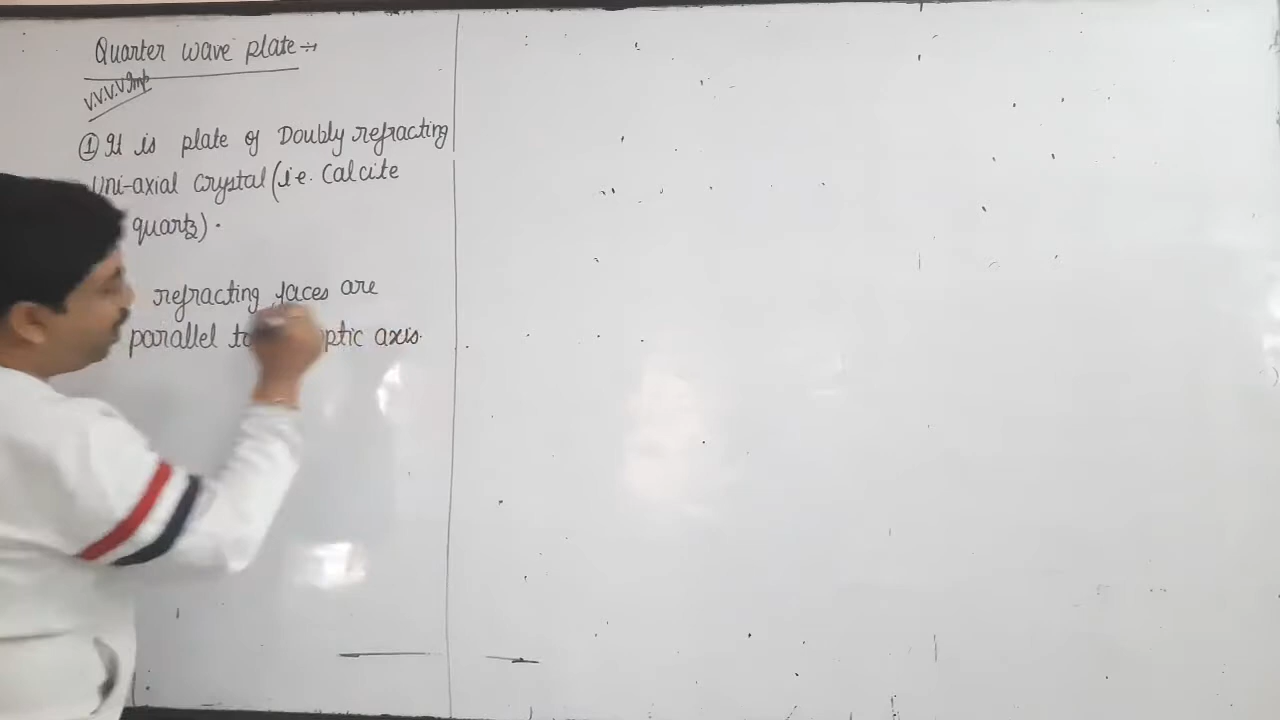 Quarter wave plate →
V.V.V.V Imp
① It is plate of Doubly refracting
Uni-axial crystal (i.e. Calcite
quartz).
refracting faces are
parallel to optic axis.